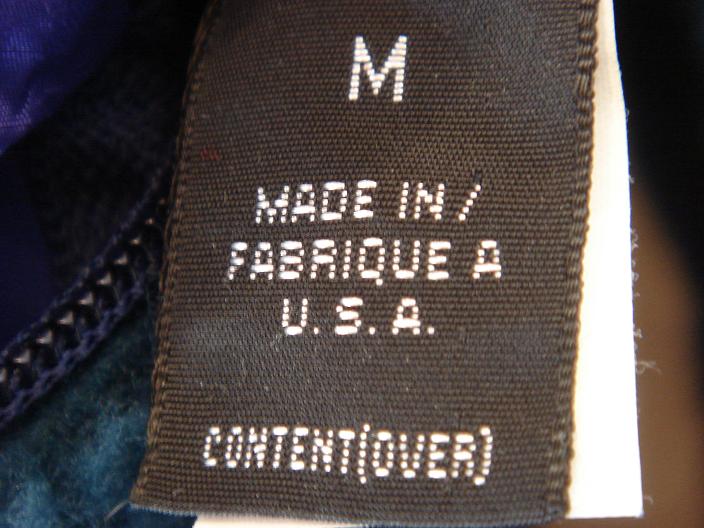 M
MADE IN /
FABRIQUE A
U.S.A.
CONTENT(OVER)